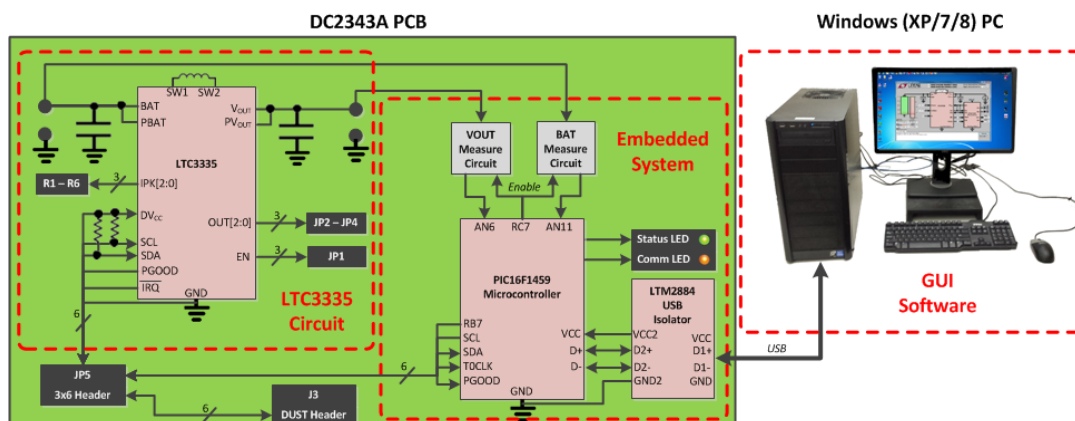 DC2343A PCB
Windows (XP/7/8) PC
SW1 SW2
BAT
PBAT
VOUT
PVOUT
LTC3335
R1 – R6
3
IPK[2:0]
DVCC
OUT[2:0]
3
JP2 – JP4
SCL
SDA
EN
3
JP1
PGOOD
IRQ
GND
6
LTC3335
Circuit
JP5
3x6 Header
6
J3
DUST Header
6
VOUT
Measure
Circuit
BAT
Measure
Circuit
Enable
Embedded
System
AN6
RC7
AN11
Status LED
Comm LED
PIC16F1459
Microcontroller
RB7
SCL
SDA
T0CLK
PGOOD
VCC
D+
D-
GND
LTM2884
USB
Isolator
VCC2
D2+
D2-
GND2
VCC
D1+
D1-
GND
USB
GUI
Software